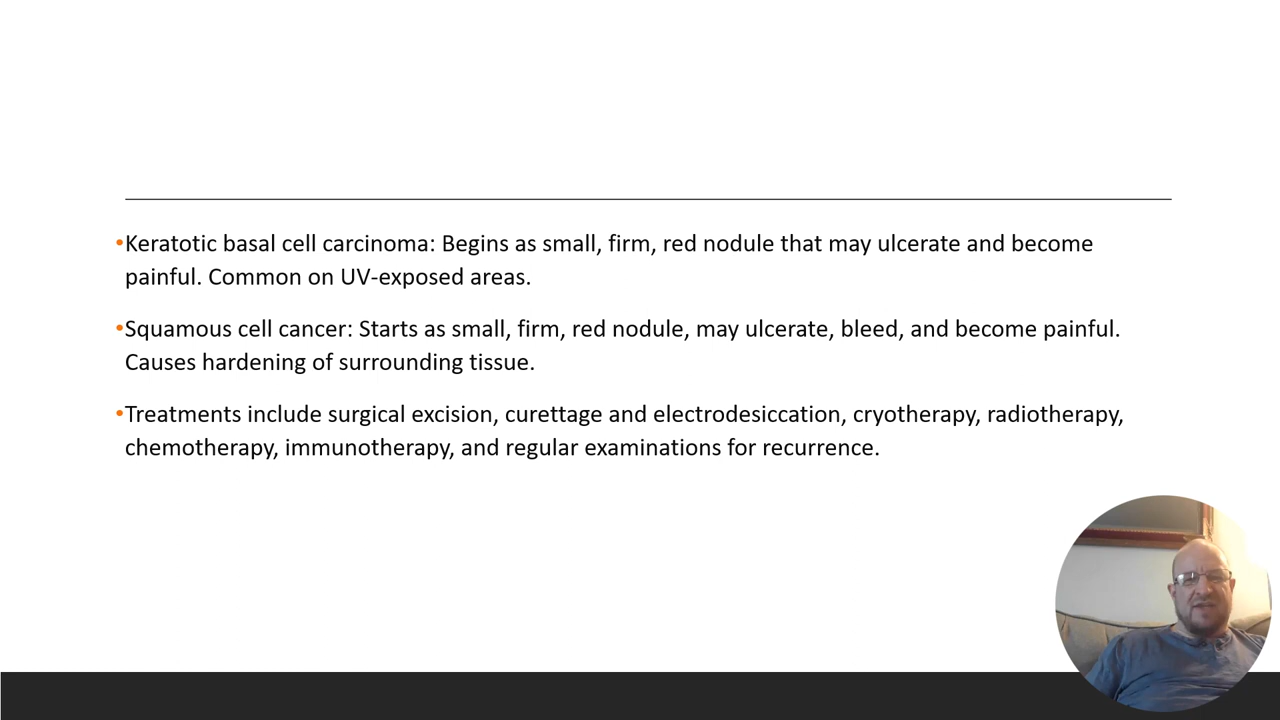 •Keratotic basal cell carcinoma: Begins as small, firm, red nodule that may ulcerate and become
painful. Common on UV-exposed areas.
•Squamous cell cancer: Starts as small, firm, red nodule, may ulcerate, bleed, and become painful.
Causes hardening of surrounding tissue.
•Treatments include surgical excision, curettage and electrodesiccation, cryotherapy, radiotherapy,
chemotherapy, immunotherapy, and regular examinations for recurrence.